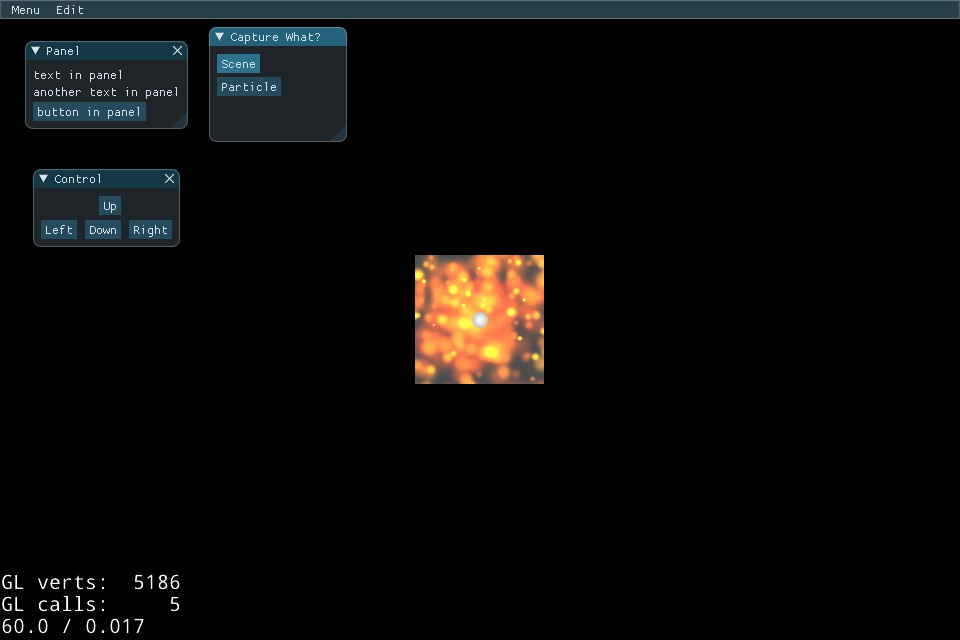 Menu Edit
Panel
text in panel
another text in panel
button in panel
Capture What?
Scene
Particle
Control
Up
Left Down Right
GL verts: 5186
GL calls: 5
60.0 / 0.017